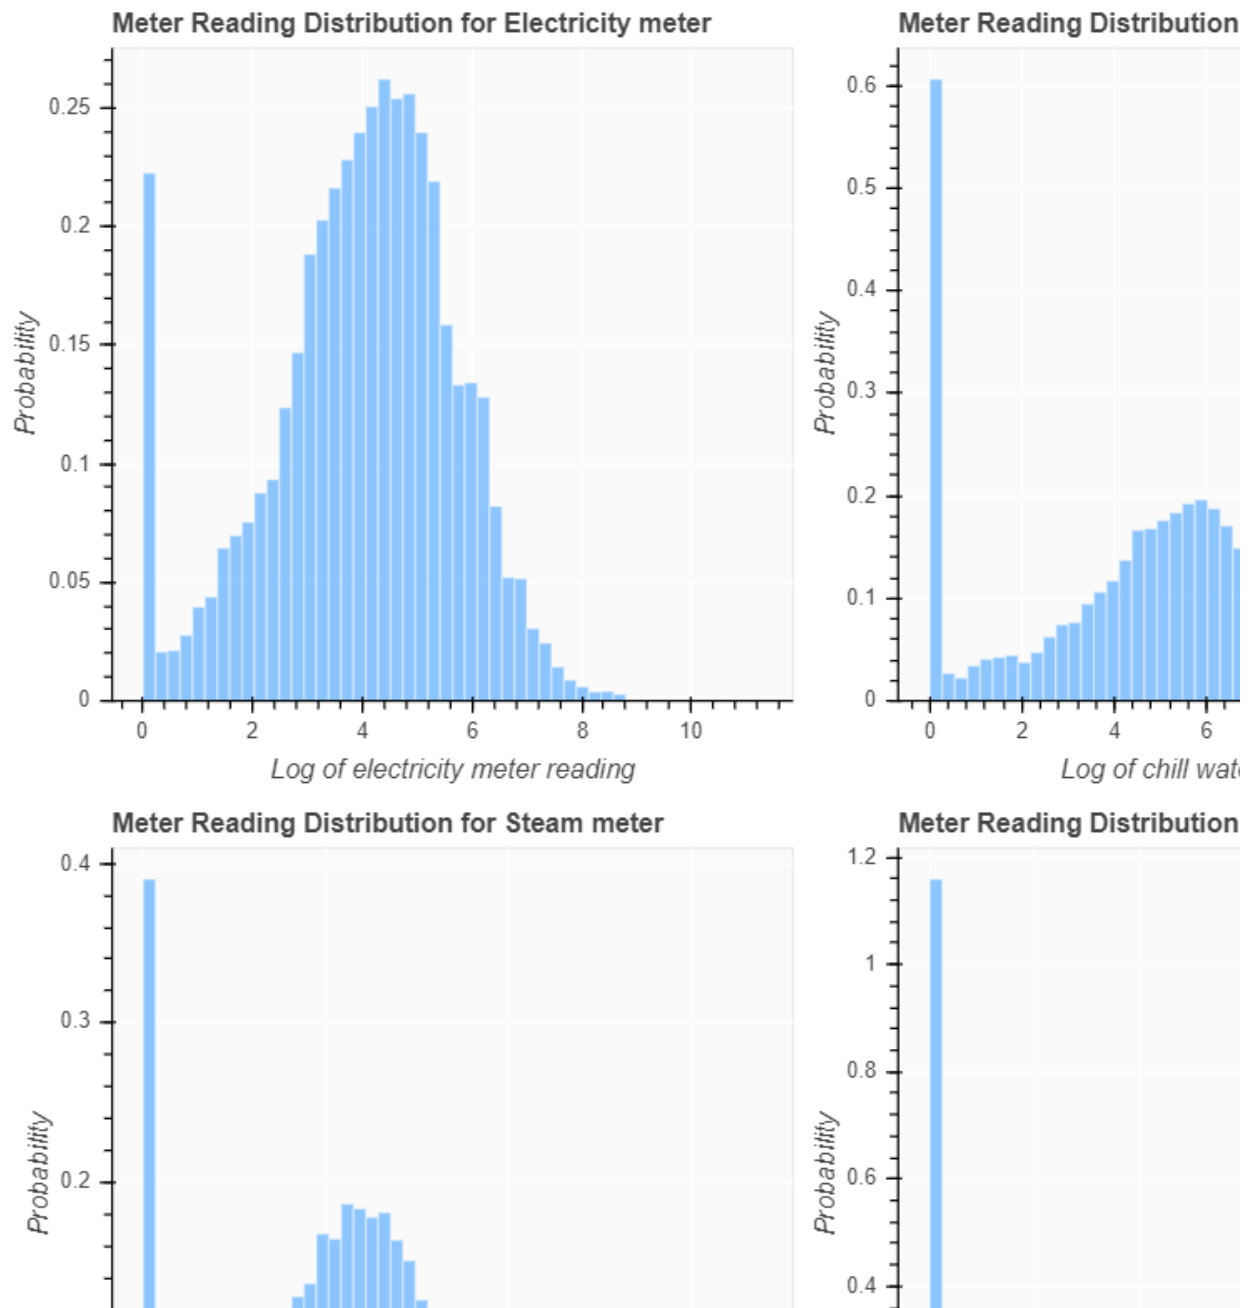 Meter Reading Distribution for Electricity meter
0.25
0.2
0.15
0.1
0.05
0
Probability
0 2 4 6 8 10
Log of electricity meter reading
Meter Reading Distribution
0.6
0.5
0.4
0.3
0.2
0.1
0
Probability
0 2 4 6
Log of chill wat
Meter Reading Distribution for Steam meter
0.4
0.3
0.2
Probability
Meter Reading Distribution
1.2
1
0.8
0.6
0.4
Probability